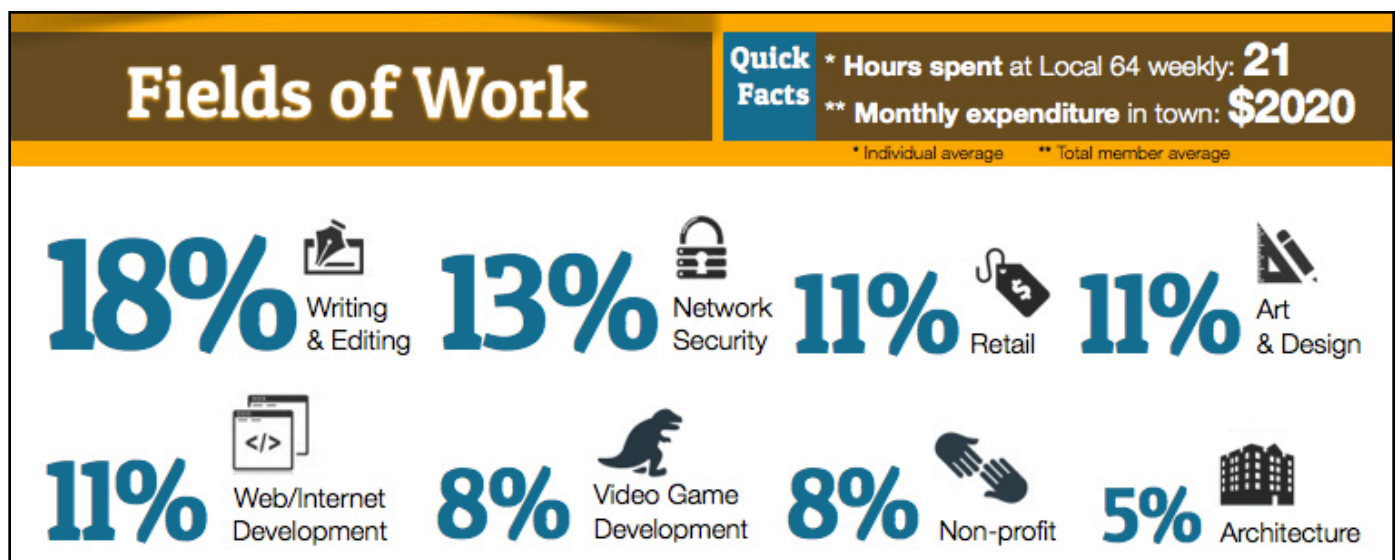 Fields of Work
Quick Facts
* Hours spent at Local 64 weekly: 21
** Monthly expenditure in town: $2020
* Individual average ** Total member average
18% Writing
& Editing
13% Network
Security
11% Retail
11% Art
& Design
11% Web/Internet
Development
</>
8% Video Game
Development
8% Non-profit
5% Architecture